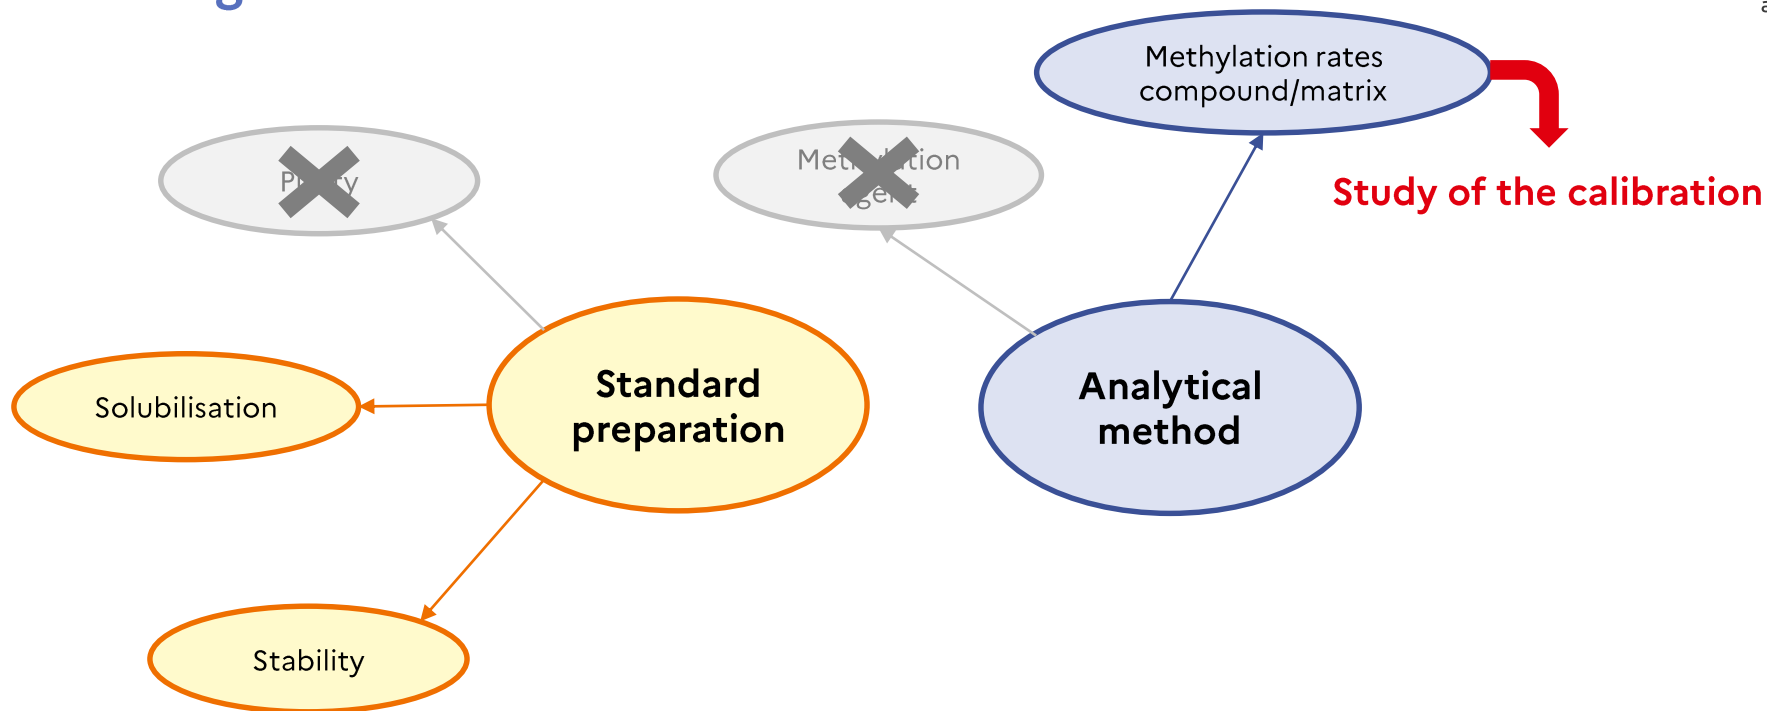 Methylation rates
compound/matrix
Study of the calibration
Standard
preparation
Analytical
method
Solubilisation
Stability